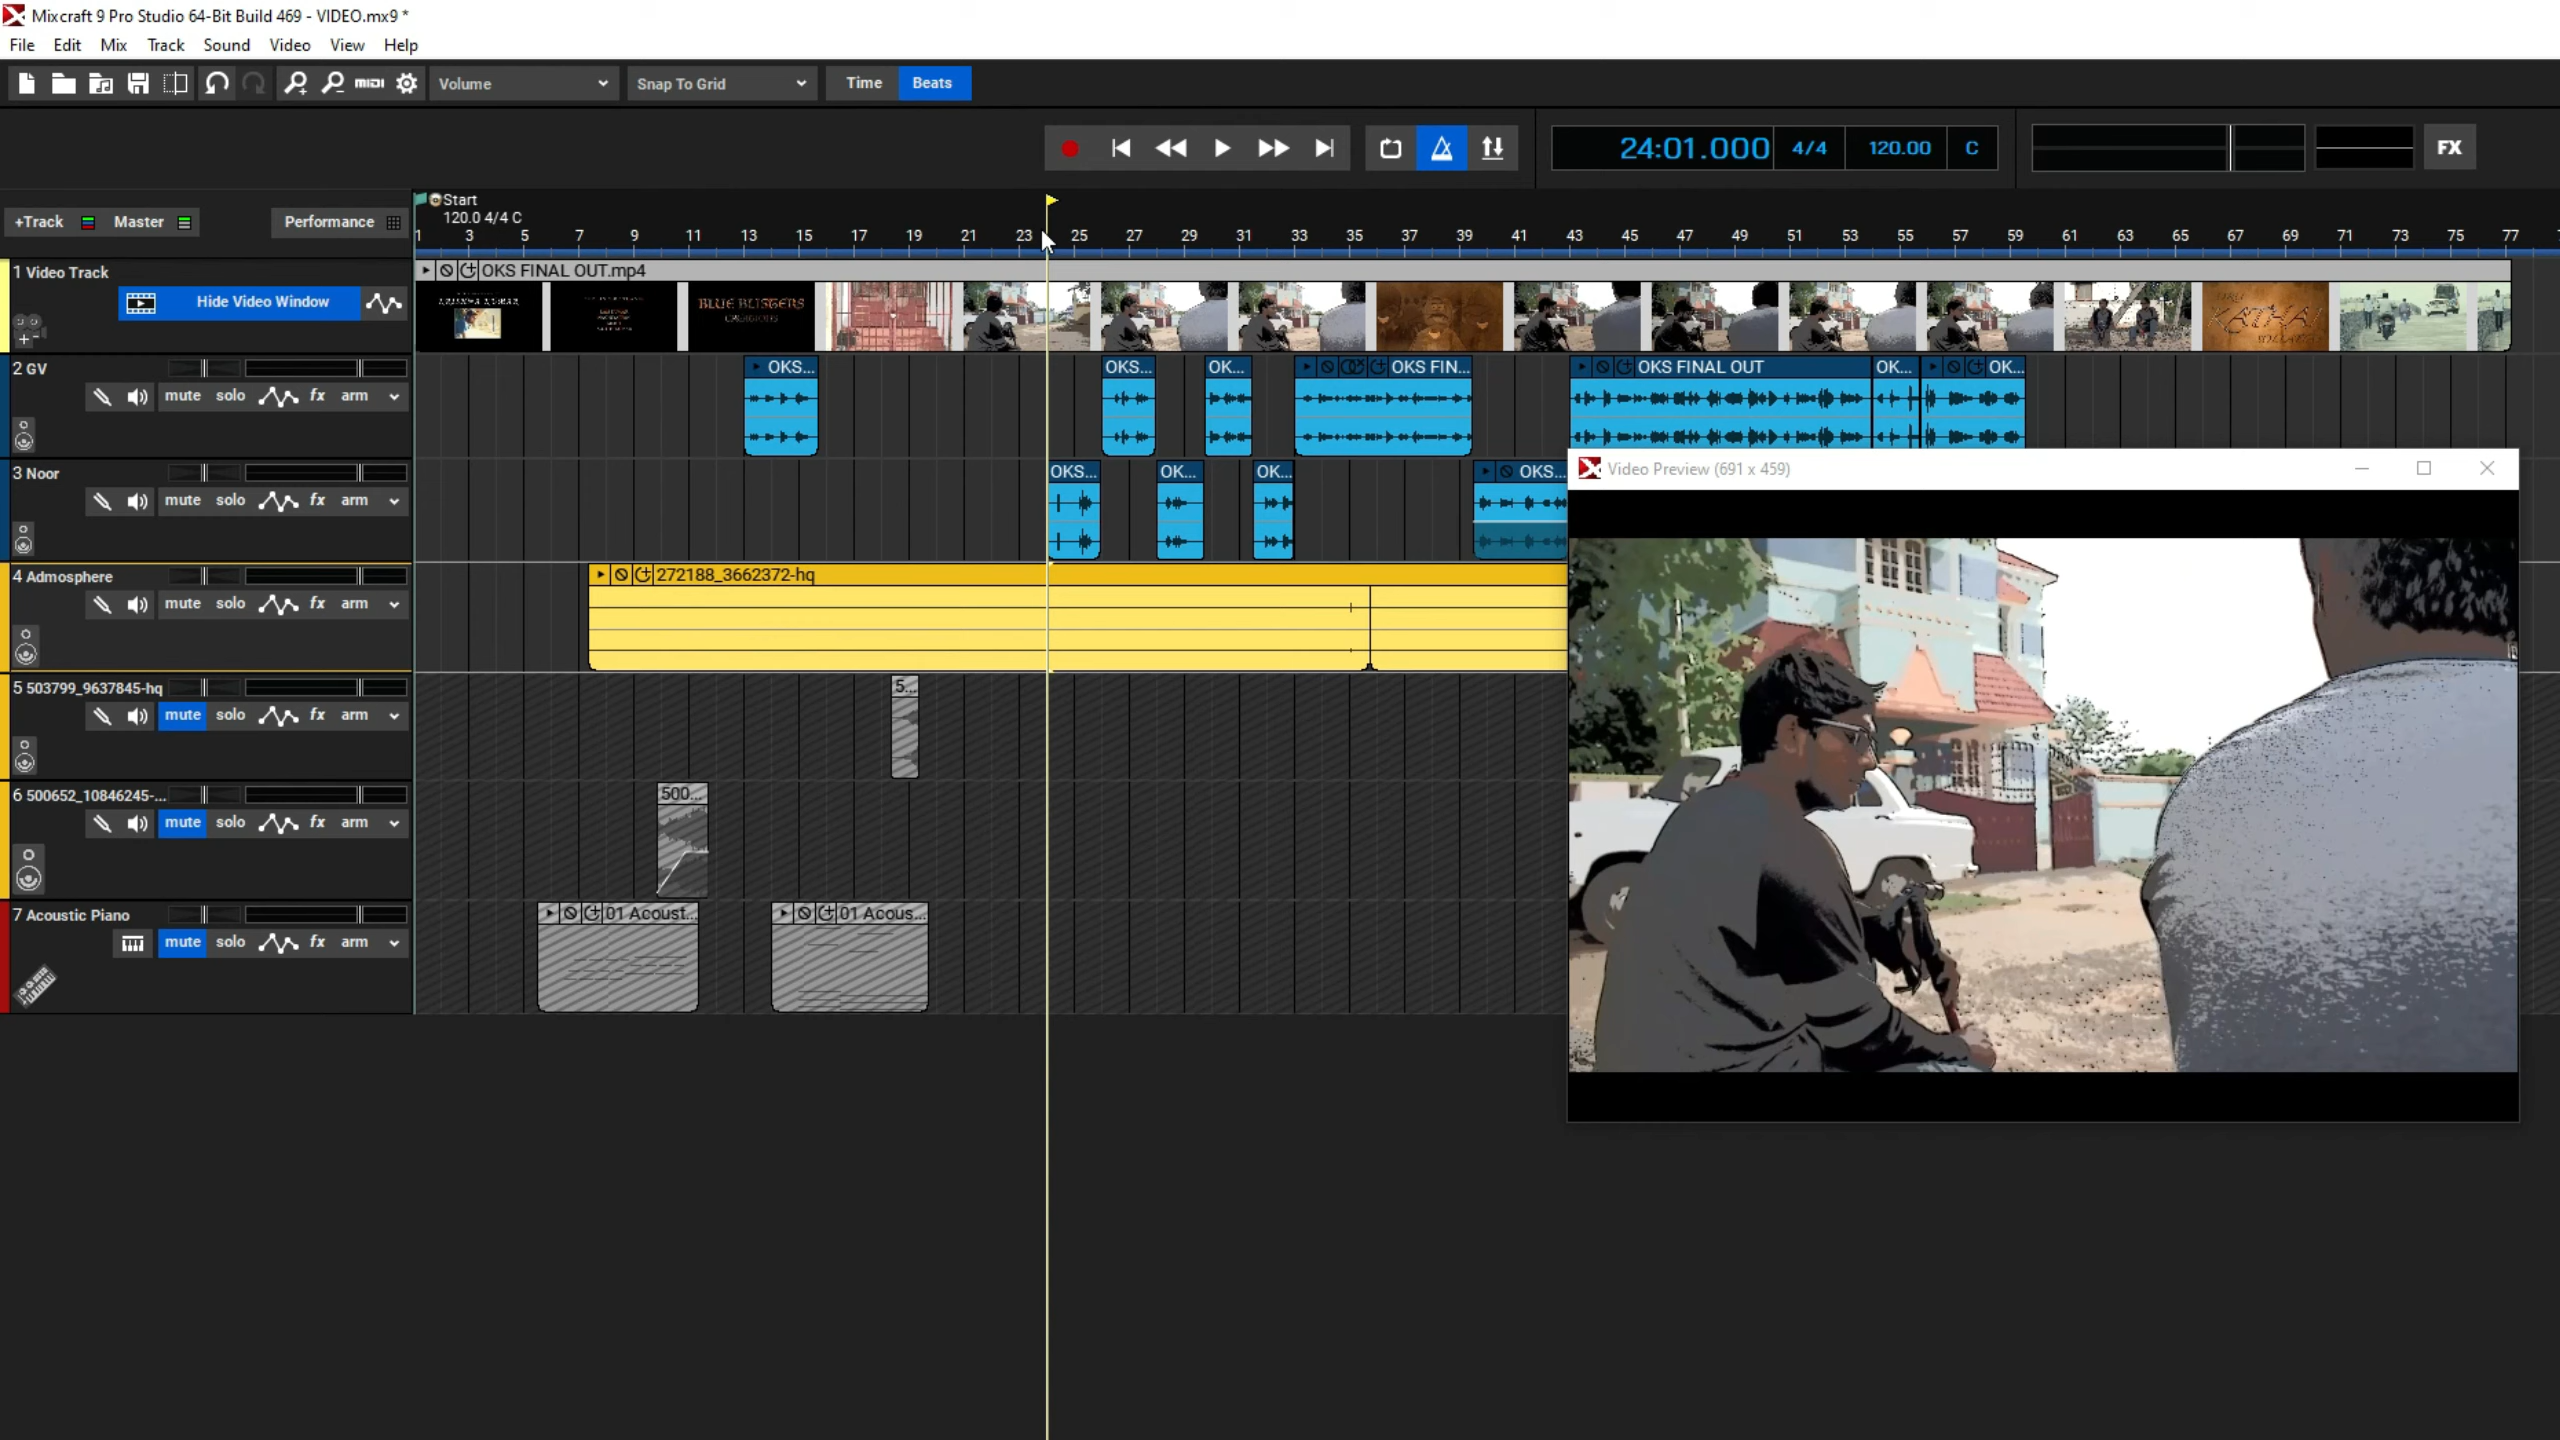 Mixcraft 9 Pro Studio 64-Bit Build 469 - VIDEO.mx9 *
File Edit Mix Track Sound Video View Help
MIDI Volume Snap To Grid Time Beats
24:01.000 4/4 120.00 C FX
+Track Master Performance
Start
120.0 4/4 C
1 3 5 7 9 11 13 15 17 19 21 23 25 27 29 31 33 35 37 39 41 43 45 47 49 51 53 55 57 59 61 63 65 67 69 71 73 75 77
1 Video Track
Hide Video Window
OKS FINAL OUT.mp4
KRISHNA KUMAR
BLUE BLISTERS
CREATIONS
KATHAI
2 GV
mute solo fx arm
OKS... OKS... OK... OKS FIN... OKS FINAL OUT OK... OK...
3 Noor
mute solo fx arm
OKS... OK... OK... OKS...
Video Preview (691 x 459)
4 Admosphere
mute solo fx arm
272188_3662372-hq
5 503799_9637845-hq
mute solo fx arm
5...
6 500652_10846245-...
mute solo fx arm
500...
7 Acoustic Piano
mute solo fx arm
01 Acoust... 01 Acous...